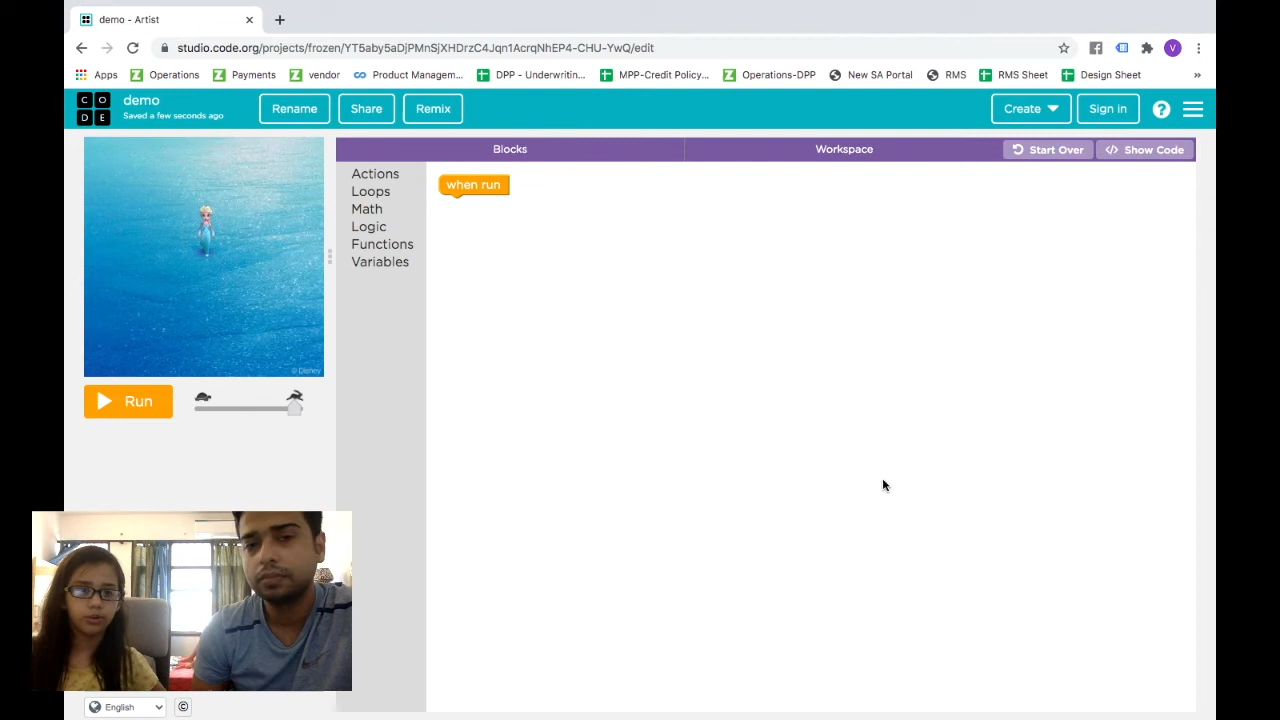 demo - Artist
studio.code.org/projects/frozen/YT5aby5aDjPMnSjXHDrzC4Jqn1AcrqNhEP4-CHU-YwQ/edit
V
Apps Operations Payments vendor Product Managem... DPP - Underwritin... MPP-Credit Policy... Operations-DPP New SA Portal RMS RMS Sheet Design Sheet »
CODE
demo
Saved a few seconds ago
Rename Share Remix Create Sign in ?
Blocks Workspace Start Over </> Show Code
Actions
Loops
Math
Logic
Functions
Variables
when run
© Disney
Run
English ©